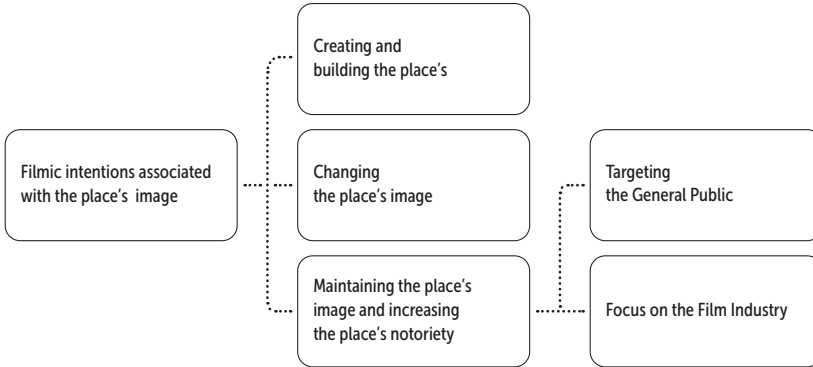 Creating and
building the place's
Filmic intentions associated
with the place's image
Changing
the place's image
Targeting
the General Public
Maintaining the place's
image and increasing
the place's notoriety
Focus on the Film Industry